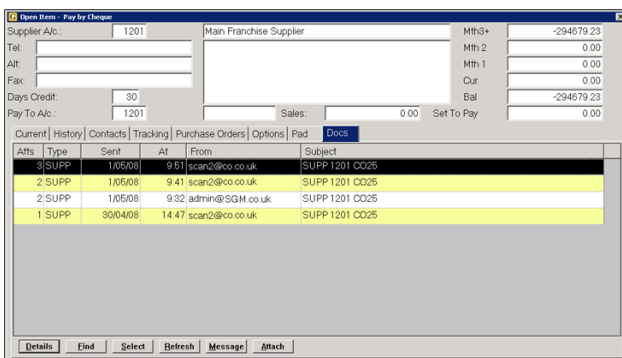 Open Item - Pay by Cheque
Supplier A/c.: 1201 Main Franchise Supplier Mth3+ -294679.23
Tel: Mth 2 0.00
Alt: Mth 1 0.00
Fax: Cur 0.00
Days Credit: 30 Bal -294679.23
Pay To A/c.: 1201 Sales: 0.00 Set To Pay 0.00
Current History Contacts Tracking Purchase Orders Options Pad Docs
Atts Type Sent At From Subject
3 SUPP 1/05/08 9:51 scan2@co.co.uk SUPP 1201 CO25
2 SUPP 1/05/08 9:41 scan2@co.co.uk SUPP 1201 CO25
2 SUPP 1/05/08 9:32 admin@SGM.co.uk SUPP 1201 CO25
1 SUPP 30/04/08 14:47 scan2@co.co.uk SUPP 1201 CO25
Details Find Select Refresh Message Attach